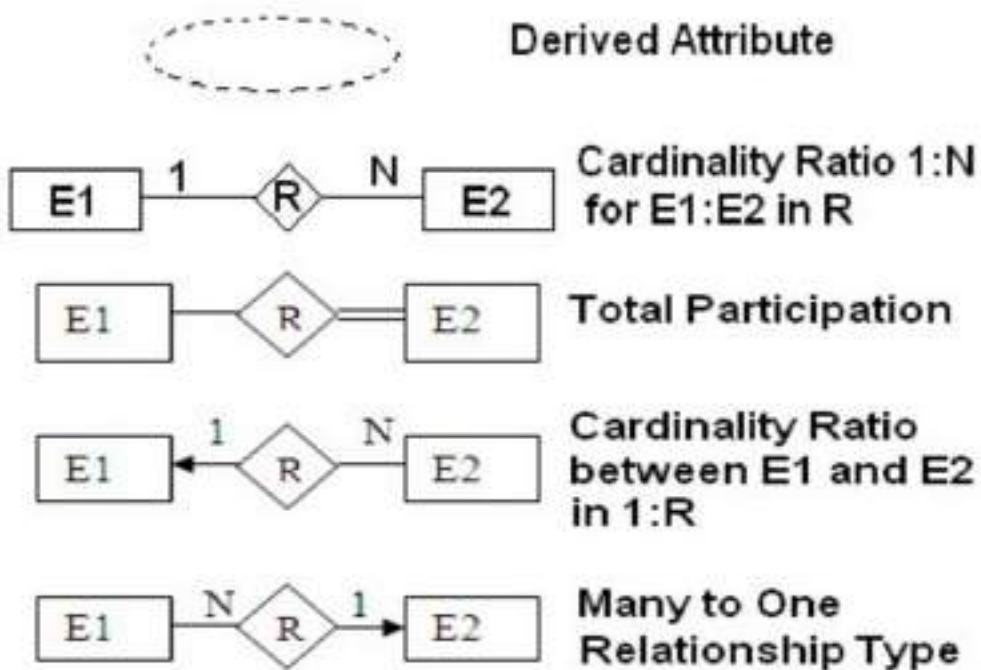 Derived Attribute
E1 1 R N E2
Cardinality Ratio 1:N
for E1:E2 in R
E1 R E2
Total Participation
E1 1 R N E2
Cardinality Ratio
between E1 and E2
in 1:R
E1 N R 1 E2
Many to One
Relationship Type